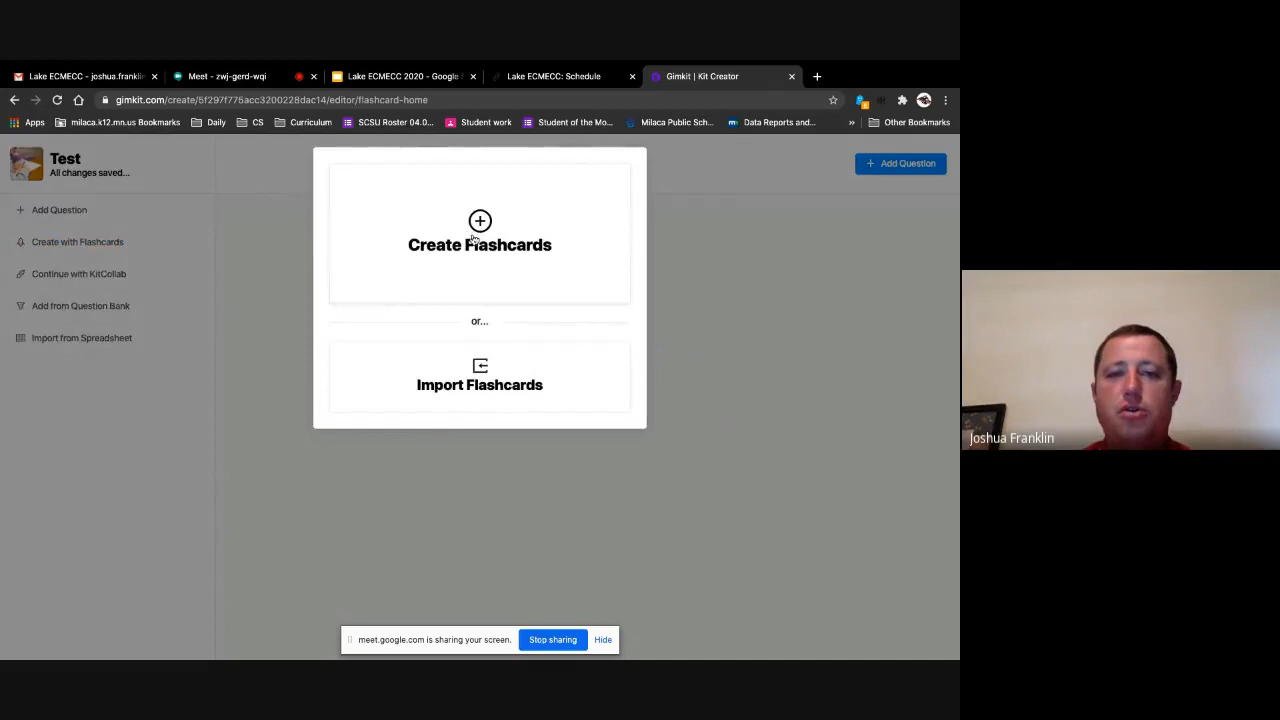 Lake ECMECC - joshua.franklin
Meet - zwj-gerd-wqi
Lake ECMECC 2020 - Google S
Lake ECMECC: Schedule
Gimkit | Kit Creator
gimkit.com/create/5f297f775acc3200228dac14/editor/flashcard-home
Apps
milaca.k12.mn.us Bookmarks
Daily
CS
Curriculum
SCSU Roster 04.0...
Student work
Student of the Mo...
Milaca Public Sch...
Data Reports and...
Other Bookmarks
Test
All changes saved...
Add Question
Add Question
Create with Flashcards
Continue with KitCollab
Add from Question Bank
Import from Spreadsheet
Create Flashcards
or...
Import Flashcards
Joshua Franklin
meet.google.com is sharing your screen.
Stop sharing
Hide